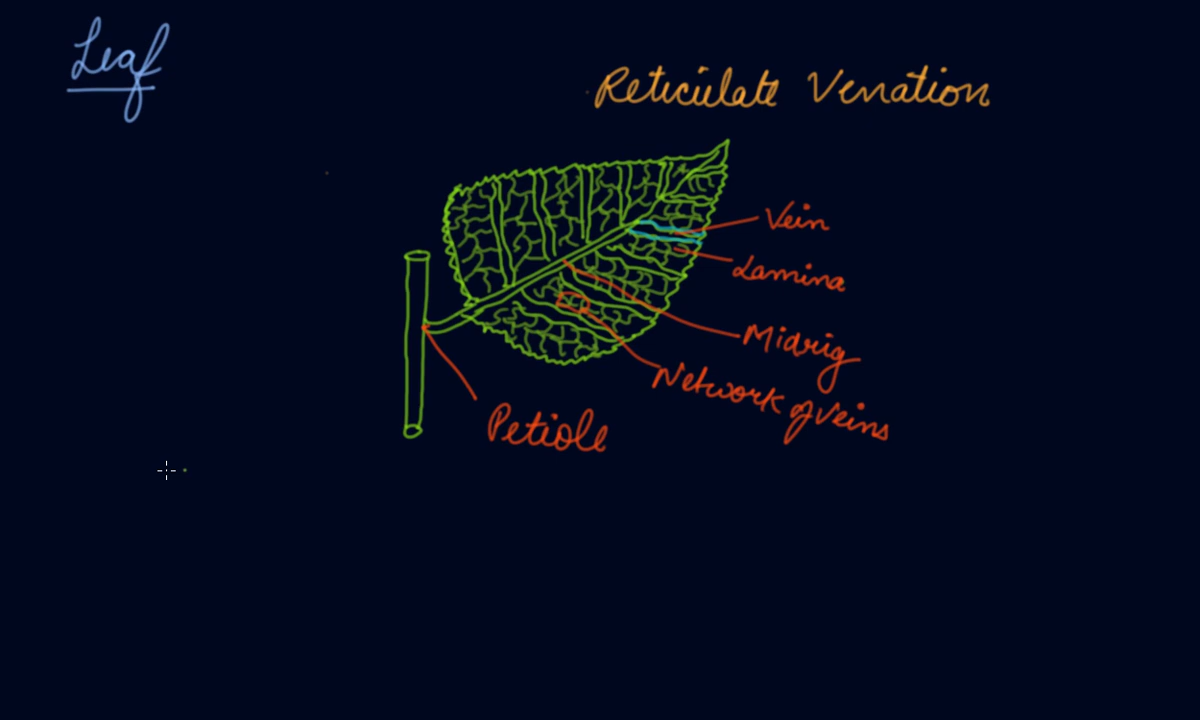 Leaf
Reticulate Venation
Vein
Lamina
Midrig
Network of veins
Petiole